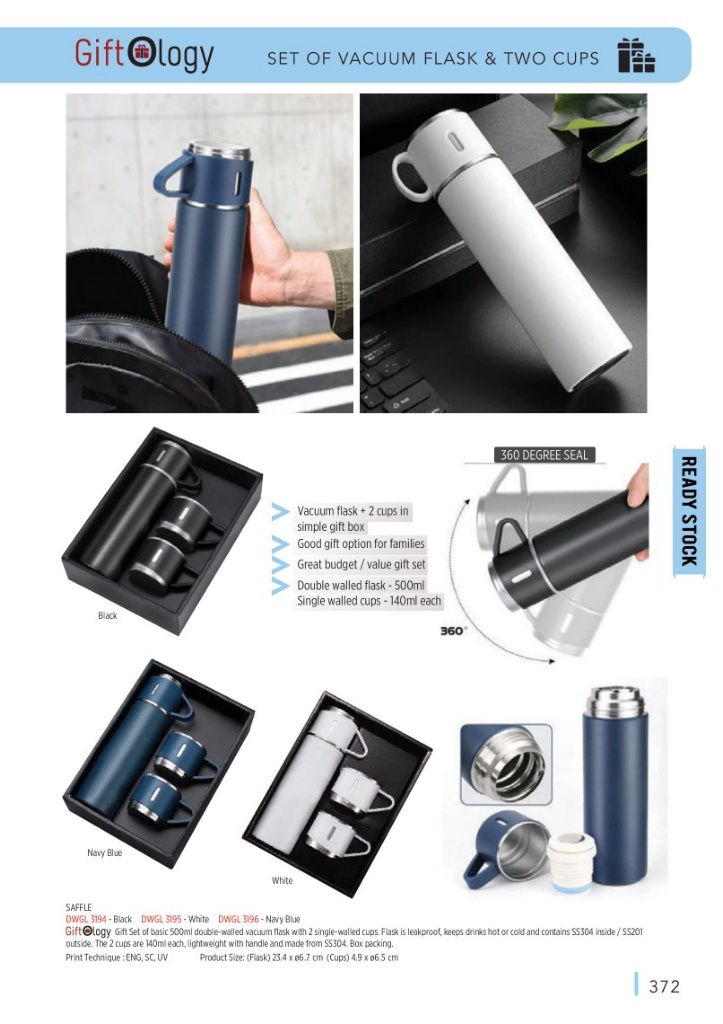 GiftOlogy
SET OF VACUUM FLASK & TWO CUPS
360 DEGREE SEAL
READY STOCK
Vacuum flask + 2 cups in
simple gift box
Good gift option for families
Great budget / value gift set
Double walled flask - 500ml
Single walled cups - 140ml each
360°
Black
Navy Blue
White
SAFFLE
DWGL 3194 - Black DWGL 3195 - White DWGL 3196 - Navy Blue
GiftOlogy Gift Set of basic 500ml double-walled vacuum flask with 2 single-walled cups. Flask is leakproof, keeps drinks hot or cold and contains SS304 inside / SS201
outside. The 2 cups are 140ml each, lightweight with handle and made from SS304. Box packing.
Print Technique : ENG, SC, UV Product Size: (Flask) 23.4 x ø6.7 cm (Cups) 4.9 x ø6.5 cm
372